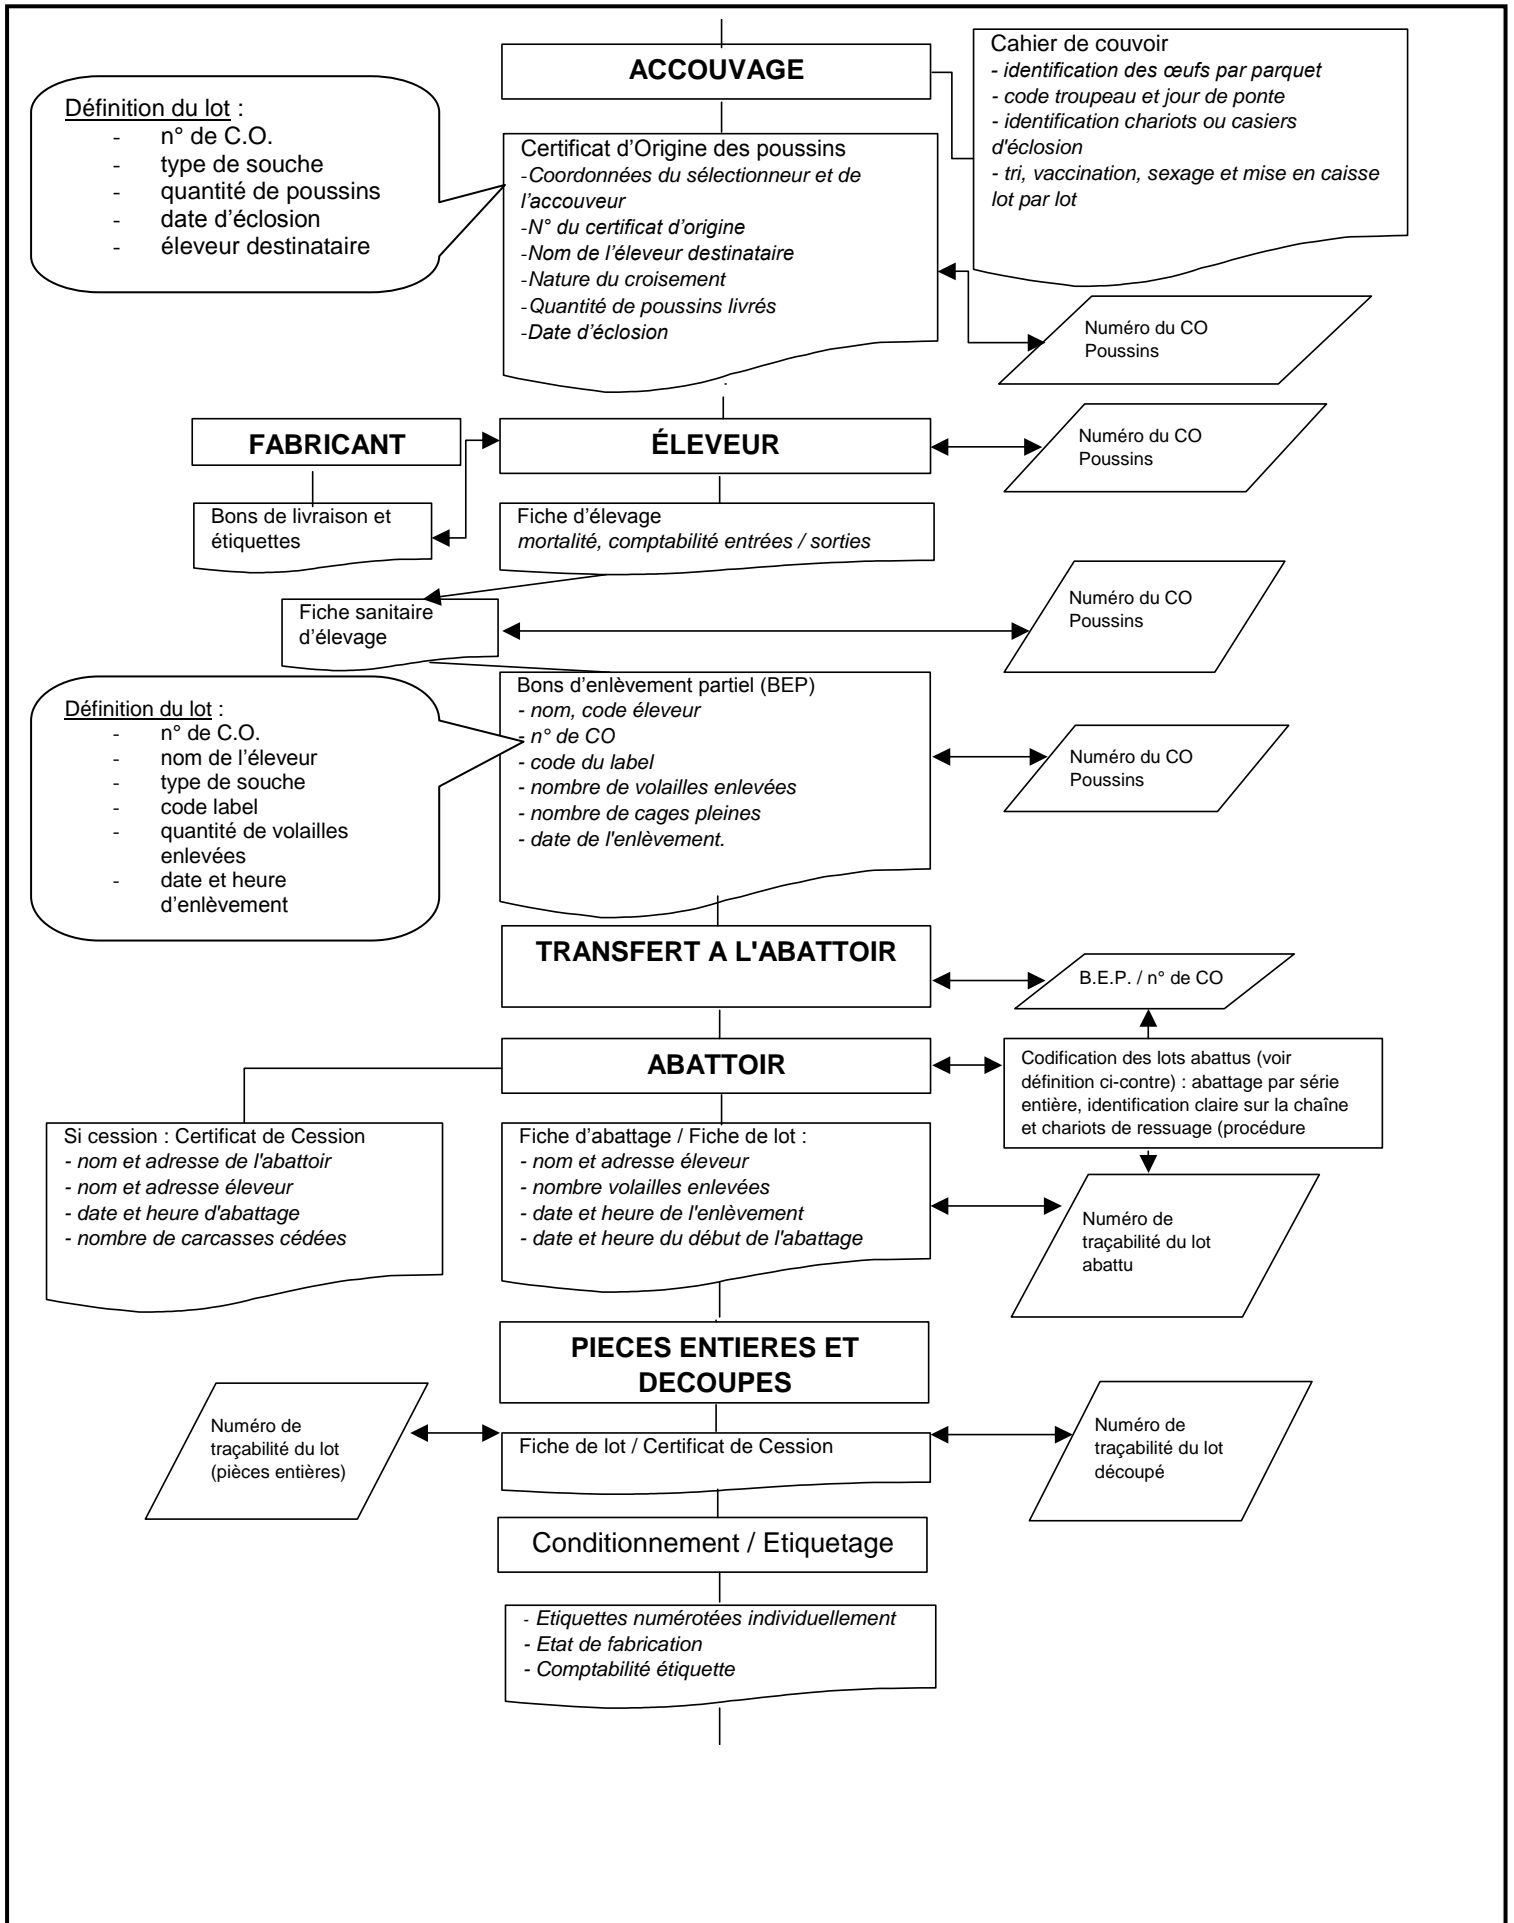 ACCOUVAGE
Cahier de couvoir
- identification des œufs par parquet
- code troupeau et jour de ponte
- identification chariots ou casiers
d'éclosion
- tri, vaccination, sexage et mise en caisse
lot par lot
Définition du lot :
- n° de C.O.
- type de souche
- quantité de poussins
- date d’éclosion
- éleveur destinataire
Certificat d’Origine des poussins
-Coordonnées du sélectionneur et de
l’accouveur
-N° du certificat d’origine
-Nom de l’éleveur destinataire
-Nature du croisement
-Quantité de poussins livrés
-Date d’éclosion
Numéro du CO
Poussins
FABRICANT
ÉLEVEUR
Numéro du CO
Poussins
Bons de livraison et
étiquettes
Fiche d’élevage
mortalité, comptabilité entrées / sorties
Fiche sanitaire
d’élevage
Numéro du CO
Poussins
Définition du lot :
- n° de C.O.
- nom de l’éleveur
- type de souche
- code label
- quantité de volailles
enlevées
- date et heure
d’enlèvement
Bons d’enlèvement partiel (BEP)
- nom, code éleveur
- n° de CO
- code du label
- nombre de volailles enlevées
- nombre de cages pleines
- date de l'enlèvement.
Numéro du CO
Poussins
TRANSFERT A L'ABATTOIR
B.E.P. / n° de CO
ABATTOIR
Codification des lots abattus (voir
définition ci-contre) : abattage par série
entière, identification claire sur la chaîne
et chariots de ressuage (procédure
Si cession : Certificat de Cession
- nom et adresse de l'abattoir
- nom et adresse éleveur
- date et heure d'abattage
- nombre de carcasses cédées
Fiche d’abattage / Fiche de lot :
- nom et adresse éleveur
- nombre volailles enlevées
- date et heure de l'enlèvement
- date et heure du début de l'abattage
Numéro de
traçabilité du lot
abattu
PIECES ENTIERES ET
DECOUPES
Numéro de
traçabilité du lot
(pièces entières)
Fiche de lot / Certificat de Cession
Numéro de
traçabilité du lot
découpé
Conditionnement / Etiquetage
- Etiquettes numérotées individuellement
- Etat de fabrication
- Comptabilité étiquette